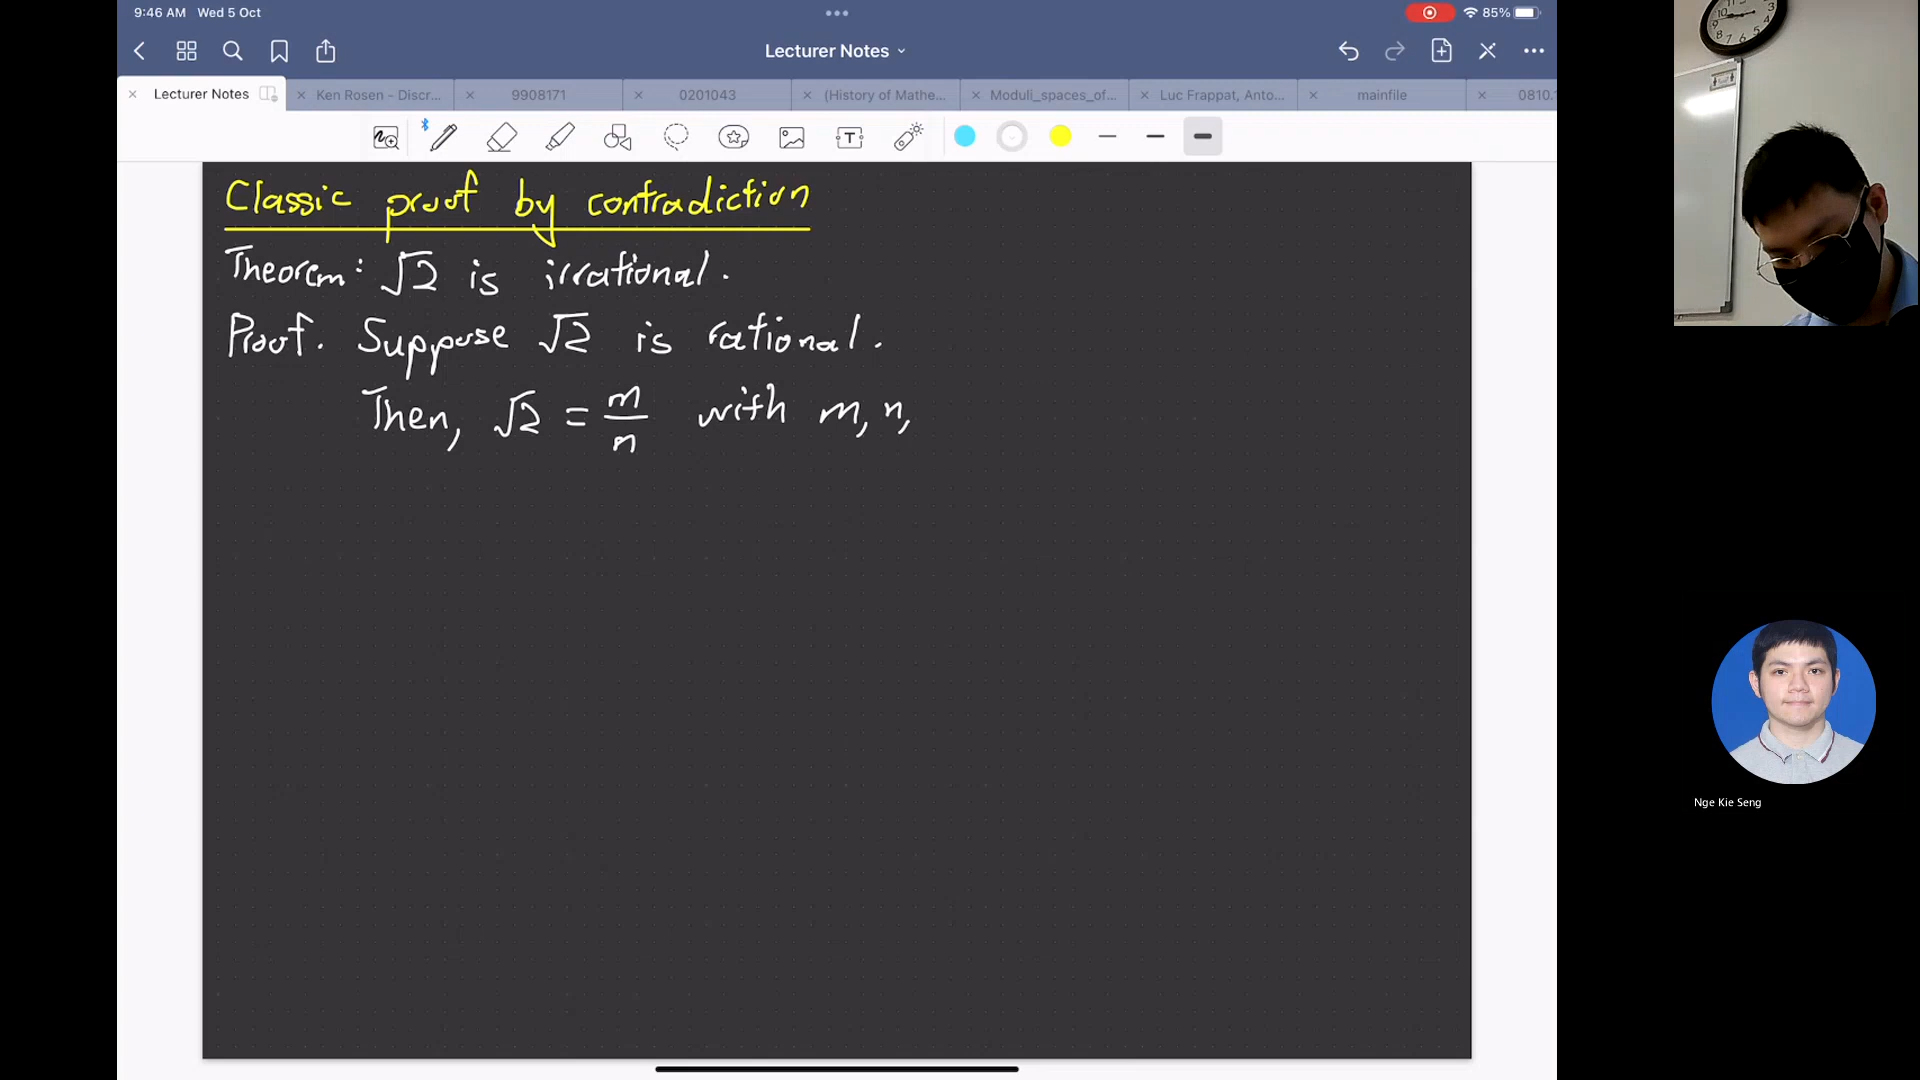 9:46 AM Wed 5 Oct
85%
Lecturer Notes
Lecturer Notes
Ken Rosen - Discr...
9908171
0201043
(History of Mathe...
Moduli_spaces_of...
Luc Frappat, Anto...
mainfile
0810.
T
Classic proof by contradiction
Theorem: √2 is irrational.
Proof. Suppose √2 is rational.
Then, √2 = m/n with m, n,
Nge Kie Seng